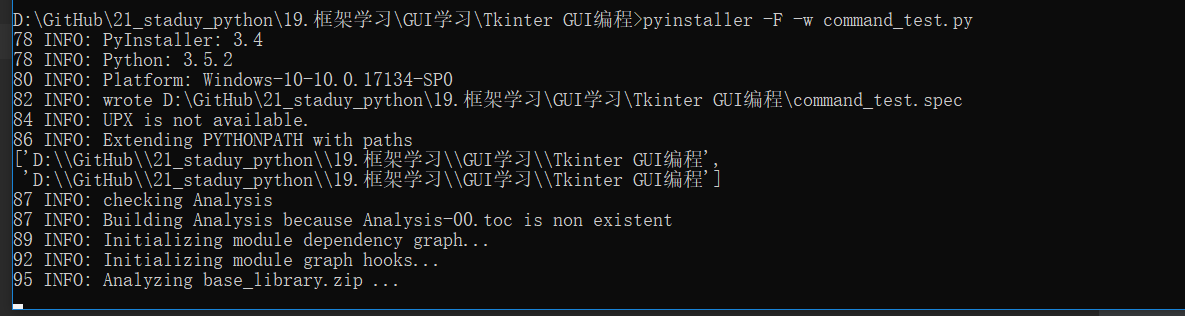 D:\GitHub\21_staduy_python\19.框架学习\GUI学习\Tkinter GUI编程>pyinstaller -F -w command_test.py
78 INFO: PyInstaller: 3.4
78 INFO: Python: 3.5.2
80 INFO: Platform: Windows-10-10.0.17134-SP0
82 INFO: wrote D:\GitHub\21_staduy_python\19.框架学习\GUI学习\Tkinter GUI编程\command_test.spec
84 INFO: UPX is not available.
86 INFO: Extending PYTHONPATH with paths
['D:\\GitHub\\21_staduy_python\\19.框架学习\\GUI学习\\Tkinter GUI编程',
 'D:\\GitHub\\21_staduy_python\\19.框架学习\\GUI学习\\Tkinter GUI编程']
87 INFO: checking Analysis
87 INFO: Building Analysis because Analysis-00.toc is non existent
89 INFO: Initializing module dependency graph...
92 INFO: Initializing module graph hooks...
95 INFO: Analyzing base_library.zip ...